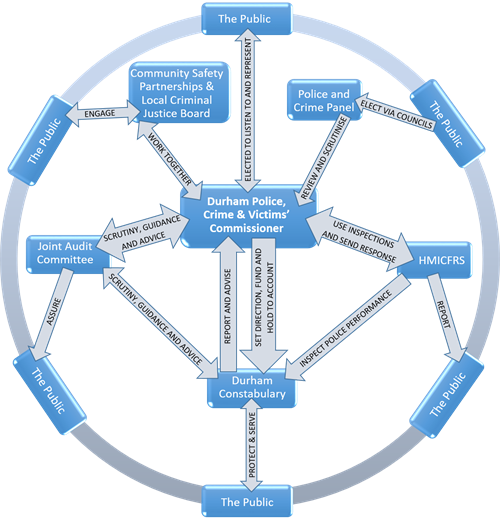 The Public
Community Safety
Partnerships &
Local Criminal
Justice Board
Police and
Crime Panel
The Public
ENGAGE
WORK TOGETHER
ELECTED TO LISTEN TO AND REPRESENT
REVIEW AND SCRUTINISE
ELECT VIA COUNCILS
The Public
Durham Police,
Crime & Victims'
Commissioner
Joint Audit
Committee
SCRUTINY, GUIDANCE
AND ADVICE
USE INSPECTIONS
AND SEND RESPONSE
HMICFRS
ASSURE
SCRUTINY, GUIDANCE AND ADVICE
REPORT AND ADVISE
SET DIRECTION, FUND AND
HOLD TO ACCOUNT
INSPECT POLICE PERFORMANCE
REPORT
The Public
Durham
Constabulary
The Public
PROTECT & SERVE
The Public